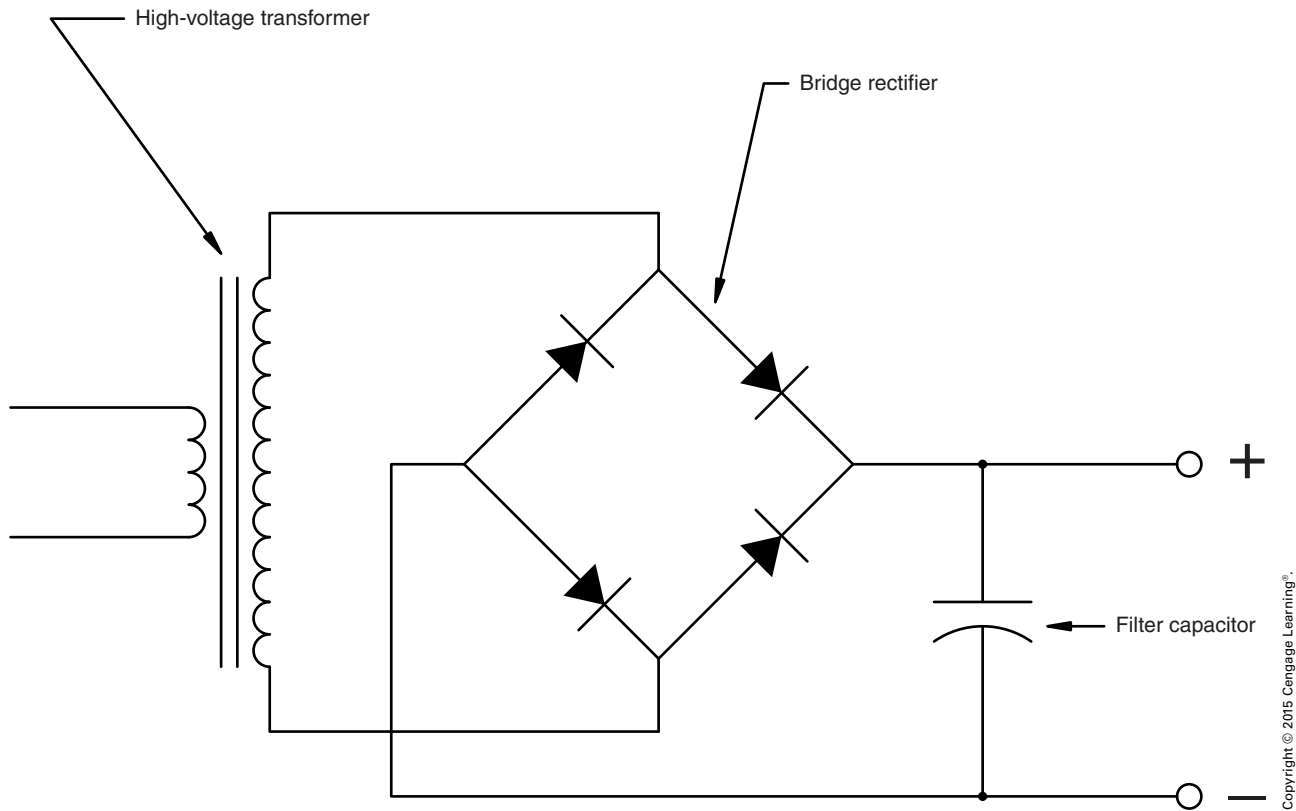 High-voltage transformer
Bridge rectifier
+
Filter capacitor
−
Copyright © 2015 Cengage Learning®.